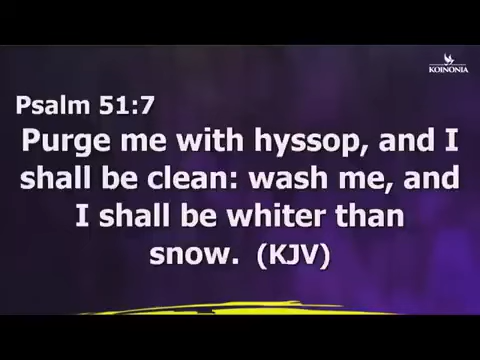 KOINONIA
Psalm 51:7
Purge me with hyssop, and I
shall be clean: wash me, and
I shall be whiter than
snow. (KJV)